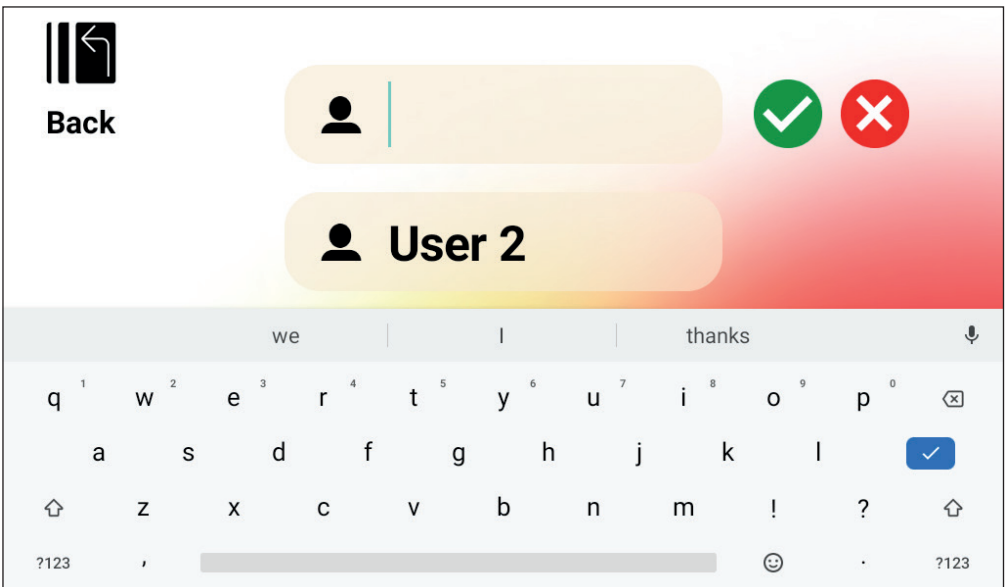 Back
User 2
we I thanks
q 1 w 2 e 3 r 4 t 5 y 6 u 7 i 8 o 9 p 0
a s d f g h j k l
z x c v b n m ! ?
?123 , . ?123